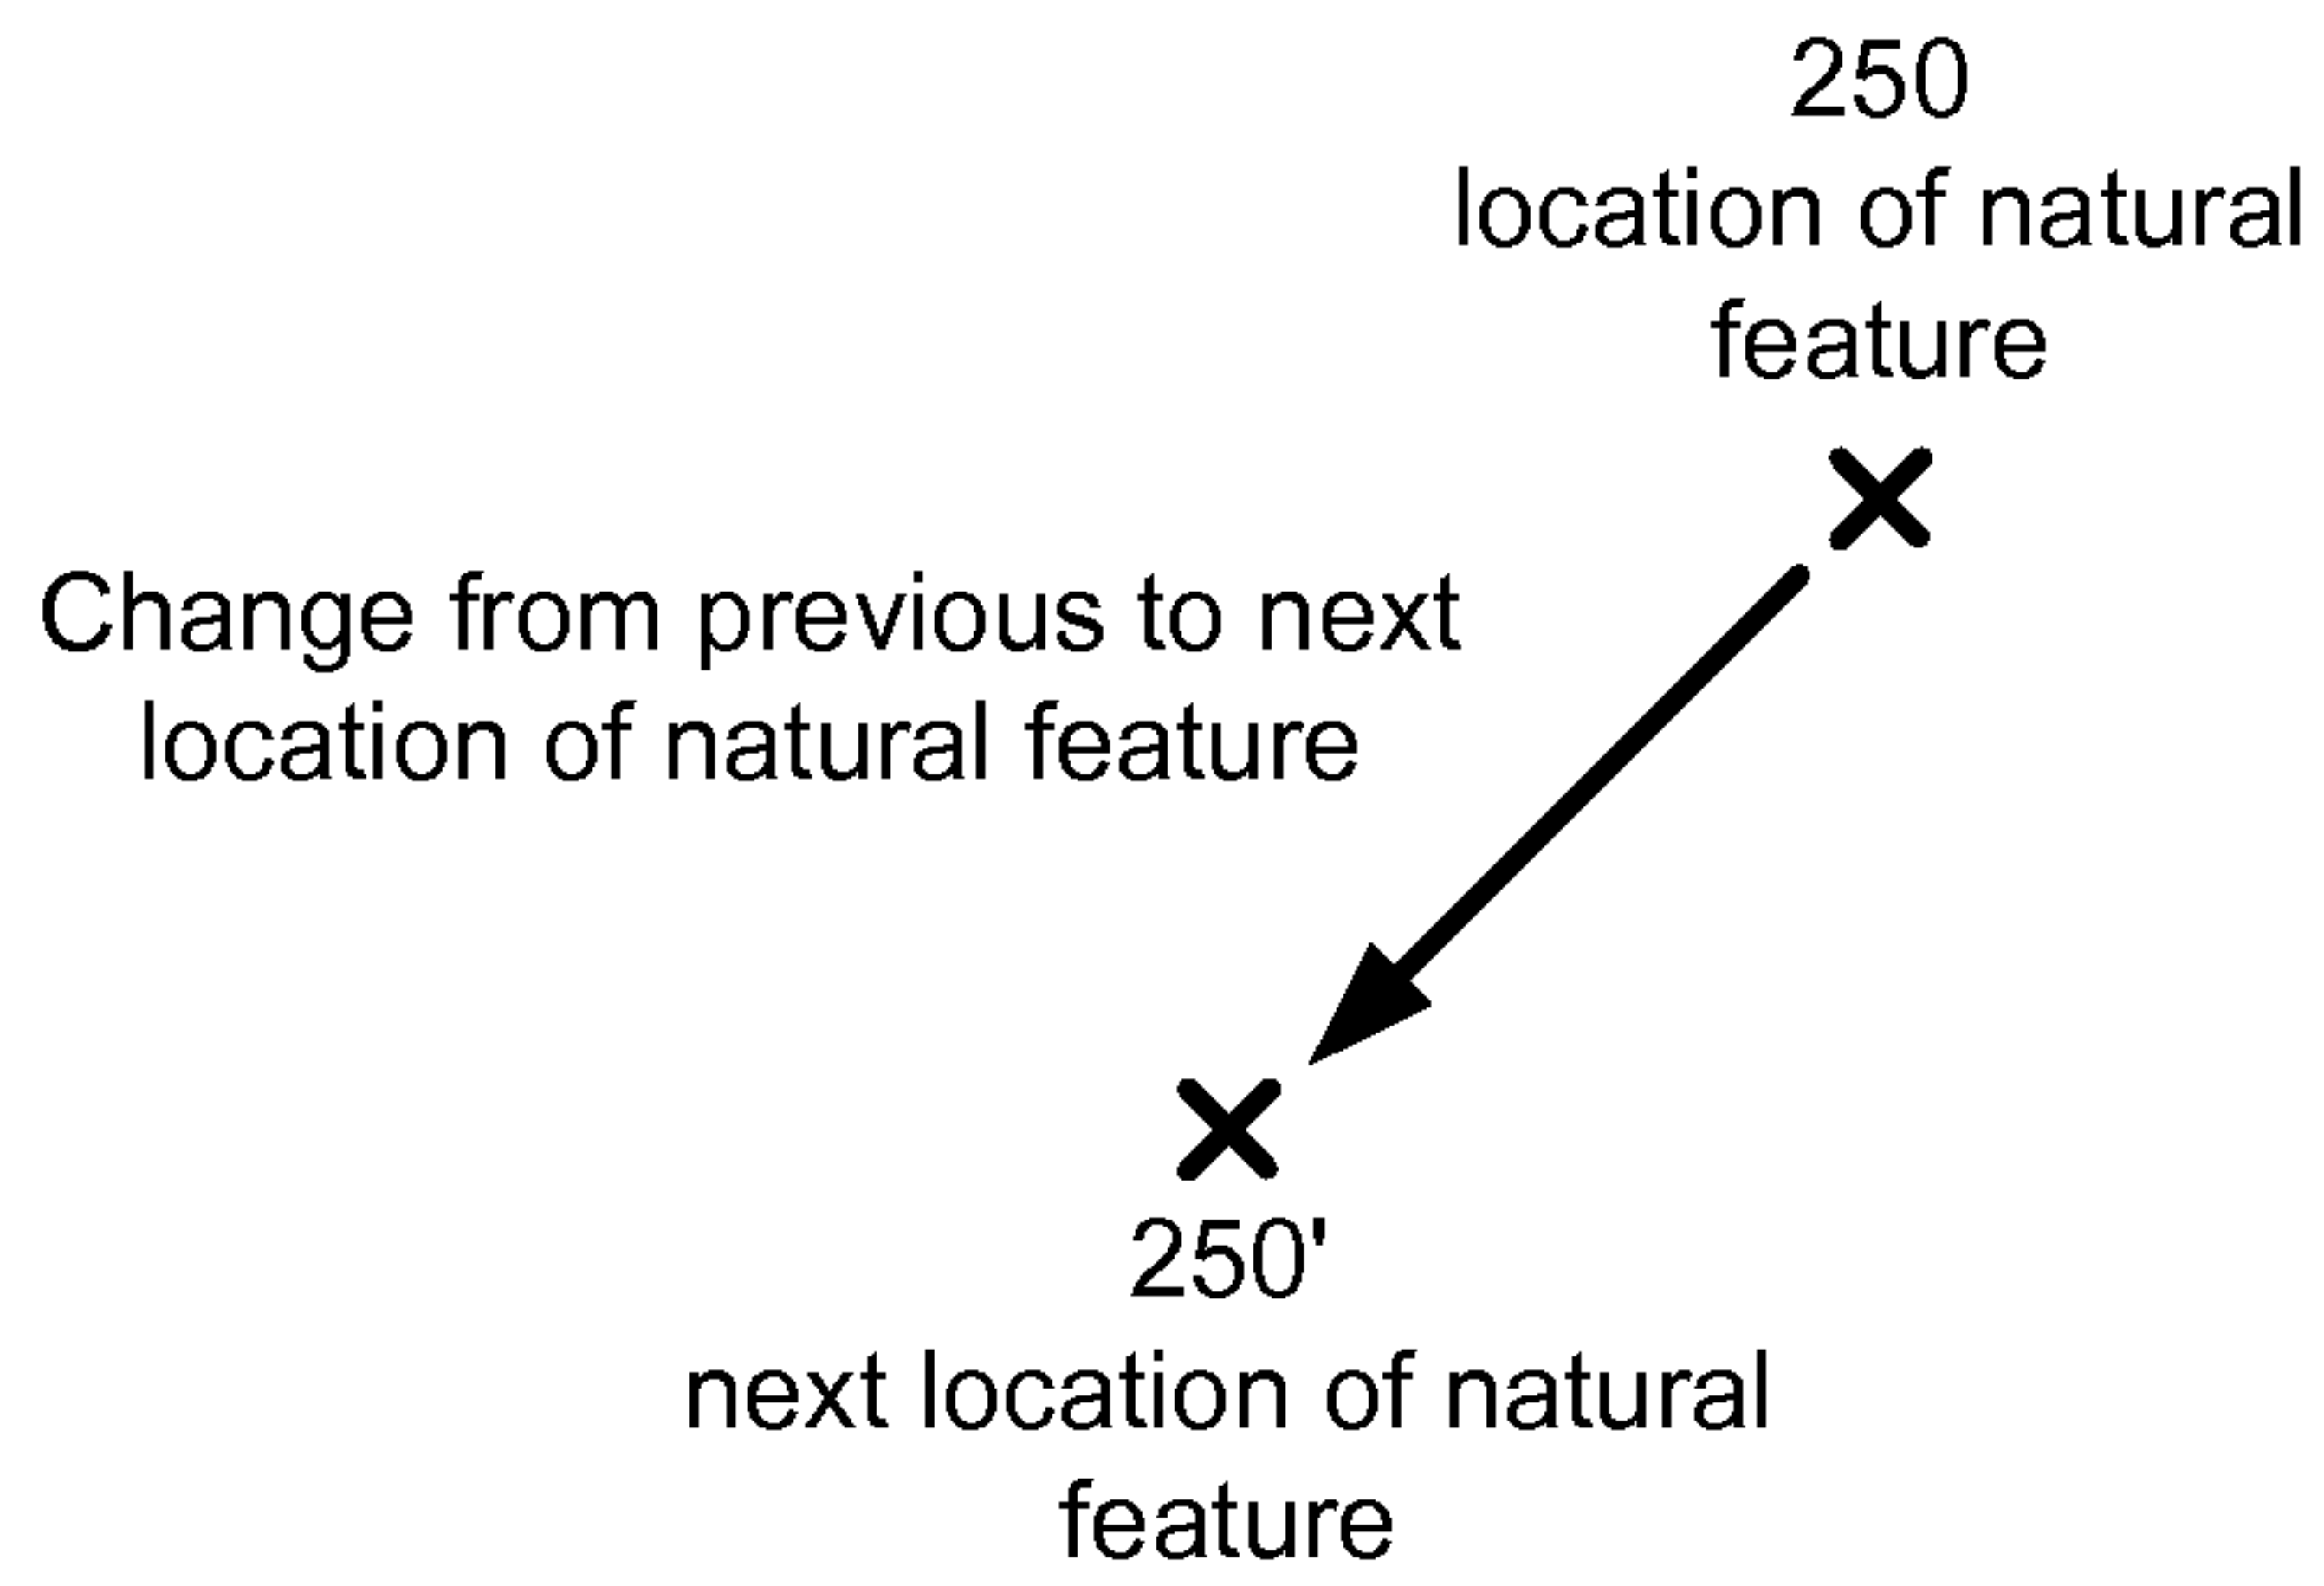 250
location of natural
feature
Change from previous to next
location of natural feature
250'
next location of natural
feature